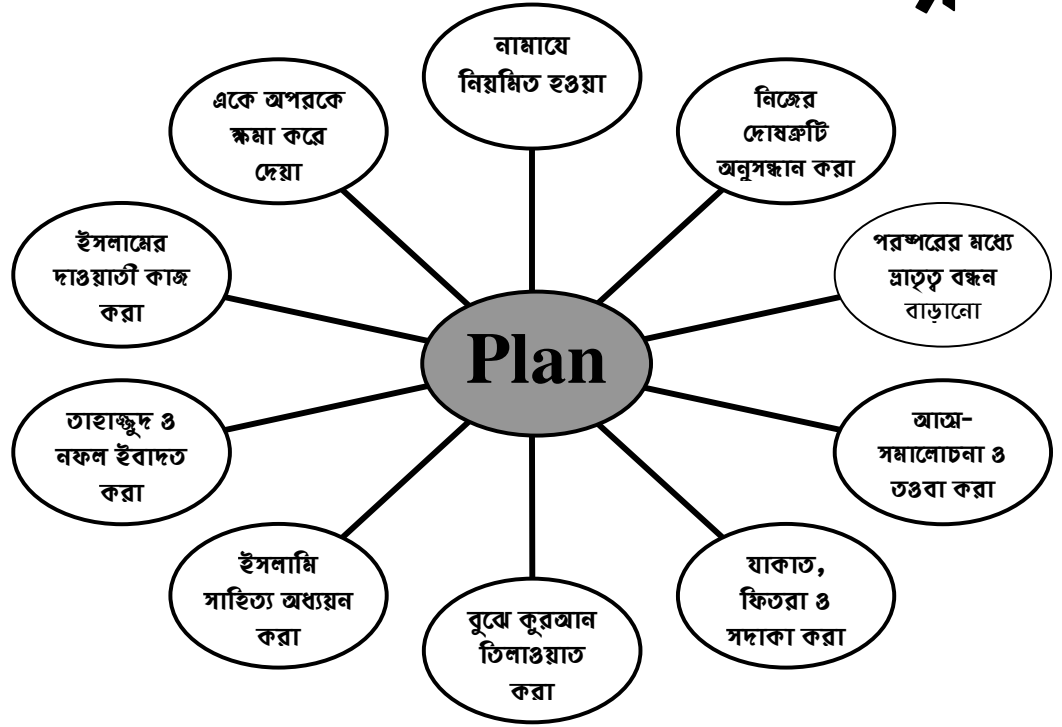 নামাযে
নিয়মিত হওয়া
নিজের
দোষত্রুটি
অনুসন্ধান করা
পরষ্পরের মধ্যে
ভ্রাতৃত্ব বন্ধন
বাড়ানো
আত্ম-
সমালোচনা ও
তওবা করা
যাকাত,
ফিতরা ও
সদাকা করা
বুঝে কুরআন
তিলাওয়াত
করা
ইসলামি
সাহিত্য অধ্যয়ন
করা
তাহাজ্জুদ ও
নফল ইবাদত
করা
ইসলামের
দাওয়াতী কাজ
করা
একে অপরকে
ক্ষমা করে
দেয়া
Plan